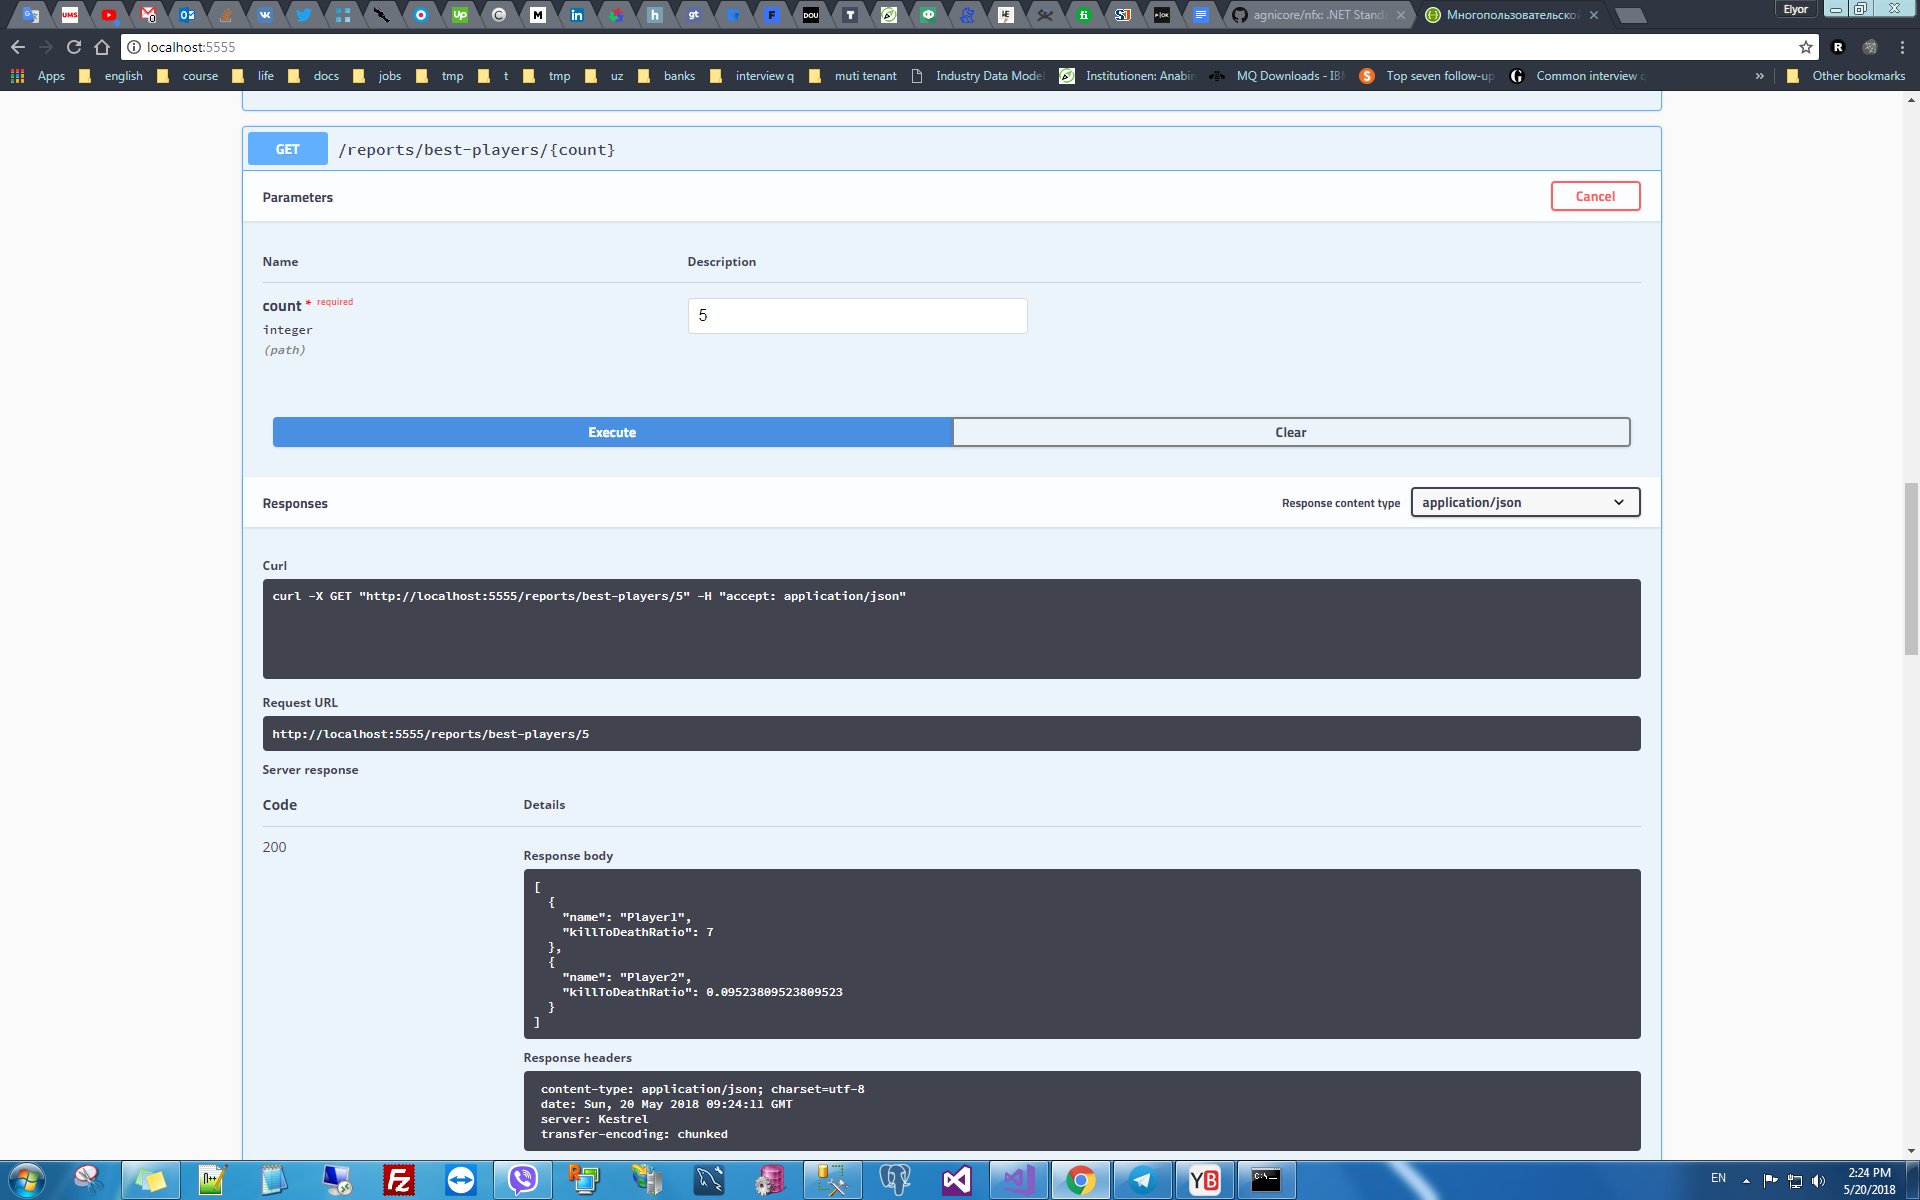 Elyor
agnicore/nfx: .NET Stand
Многопользовательской
localhost:5555
Apps english course life docs jobs tmp t tmp uz banks interview q muti tenant Industry Data Model Institutionen: Anabin MQ Downloads - IBM Top seven follow-up Common interview q » Other bookmarks
GET /reports/best-players/{count}
Parameters
Cancel
Name Description
count * required
5
integer
(path)
Execute Clear
Responses
Response content type application/json
Curl
curl -X GET "http://localhost:5555/reports/best-players/5" -H "accept: application/json"
Request URL
http://localhost:5555/reports/best-players/5
Server response
Code Details
200
Response body
[
{
"name": "Player1",
"killToDeathRatio": 7
},
{
"name": "Player2",
"killToDeathRatio": 0.09523809523809523
}
]
Response headers
content-type: application/json; charset=utf-8
date: Sun, 20 May 2018 09:24:11 GMT
server: Kestrel
transfer-encoding: chunked
EN
2:24 PM
5/20/2018